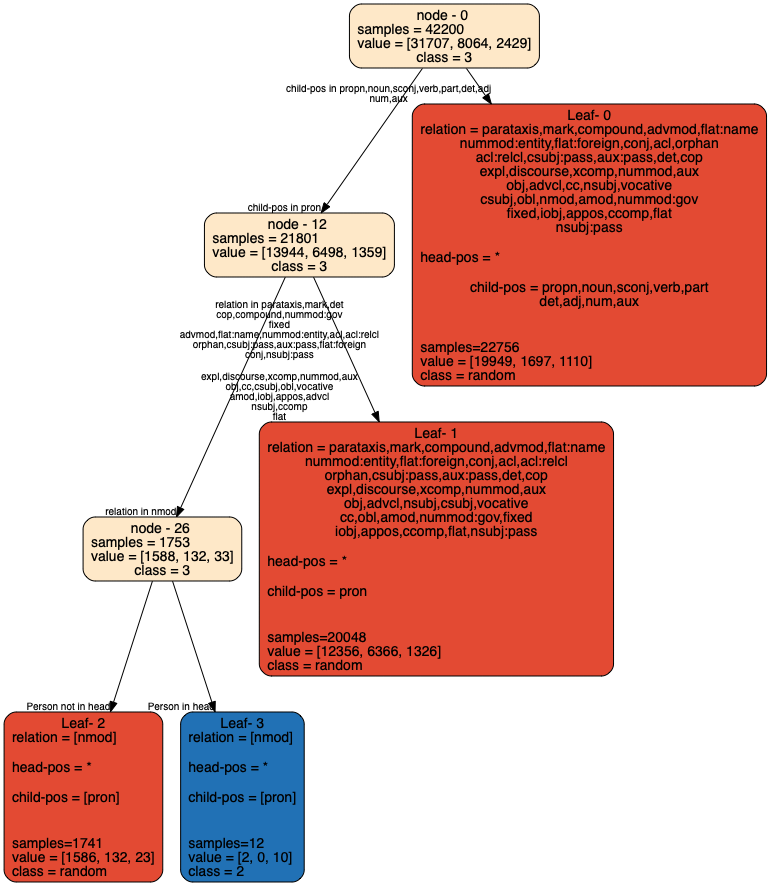 node - 0
samples = 42200
value = [31707, 8064, 2429]
class = 3
child-pos in propn,noun,sconj,verb,part,det,adj
num,aux
Leaf- 0
relation = parataxis,mark,compound,advmod,flat:name
nummod:entity,flat:foreign,conj,acl,orphan
acl:relcl,csubj:pass,aux:pass,det,cop
expl,discourse,xcomp,nummod,aux
obj,advcl,cc,nsubj,vocative
csubj,obl,nmod,amod,nummod:gov
fixed,iobj,appos,ccomp,flat
nsubj:pass
head-pos = *
child-pos = propn,noun,sconj,verb,part
det,adj,num,aux
samples=22756
value = [19949, 1697, 1110]
class = random
child-pos in pron
node - 12
samples = 21801
value = [13944, 6498, 1359]
class = 3
relation in parataxis,mark,det
cop,compound,nummod:gov
fixed
advmod,flat:name,nummod:entity,acl,acl:relcl
orphan,csubj:pass,aux:pass,flat:foreign
conj,nsubj:pass
expl,discourse,xcomp,nummod,aux
obj,cc,csubj,obl,vocative
amod,iobj,appos,advcl
nsubj,ccomp
flat
Leaf- 1
relation = parataxis,mark,compound,advmod,flat:name
nummod:entity,flat:foreign,conj,acl,acl:relcl
orphan,csubj:pass,aux:pass,det,cop
expl,discourse,xcomp,nummod,aux
obj,advcl,nsubj,csubj,vocative
cc,obl,amod,nummod:gov,fixed
iobj,appos,ccomp,flat,nsubj:pass
head-pos = *
child-pos = pron
samples=20048
value = [12356, 6366, 1326]
class = random
relation in nmod
node - 26
samples = 1753
value = [1588, 132, 33]
class = 3
Person not in head
Leaf- 2
relation = [nmod]
head-pos = *
child-pos = [pron]
samples=1741
value = [1586, 132, 23]
class = random
Person in head
Leaf- 3
relation = [nmod]
head-pos = *
child-pos = [pron]
samples=12
value = [2, 0, 10]
class = 2